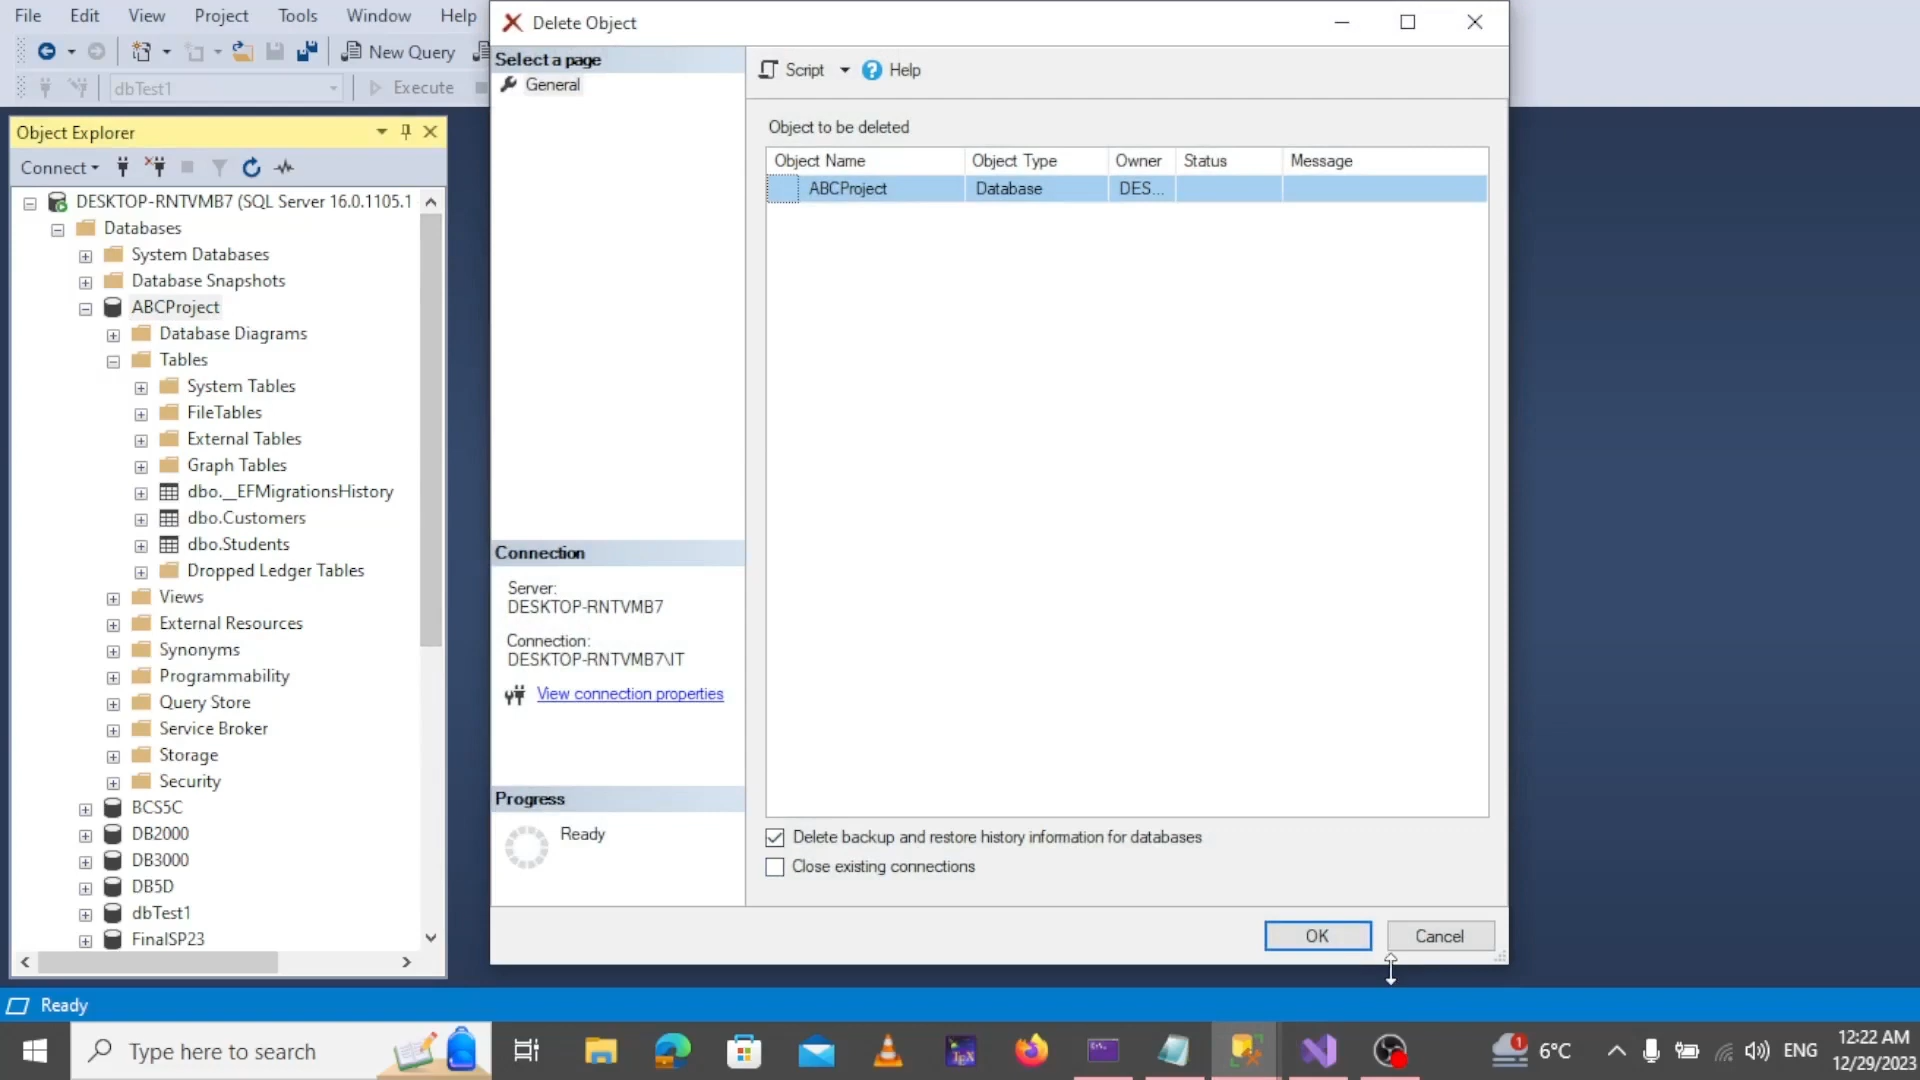 File Edit View Project Tools Window Help
New Query
dbTest1
Execute
Object Explorer
Connect
DESKTOP-RNTVMB7 (SQL Server 16.0.1105.1
Databases
System Databases
Database Snapshots
ABCProject
Database Diagrams
Tables
System Tables
FileTables
External Tables
Graph Tables
dbo.__EFMigrationsHistory
dbo.Customers
dbo.Students
Dropped Ledger Tables
Views
External Resources
Synonyms
Programmability
Query Store
Service Broker
Storage
Security
BCS5C
DB2000
DB3000
DB5D
dbTest1
FinalSP23
Delete Object
Select a page
General
Script Help
Object to be deleted
Object Name Object Type Owner Status Message
ABCProject Database DES...
Connection
Server:
DESKTOP-RNTVMB7
Connection:
DESKTOP-RNTVMB7\IT
View connection properties
Progress
Ready
Delete backup and restore history information for databases
Close existing connections
OK Cancel
Ready
Type here to search
TEX
1
6°C
ENG
12:22 AM
12/29/2023